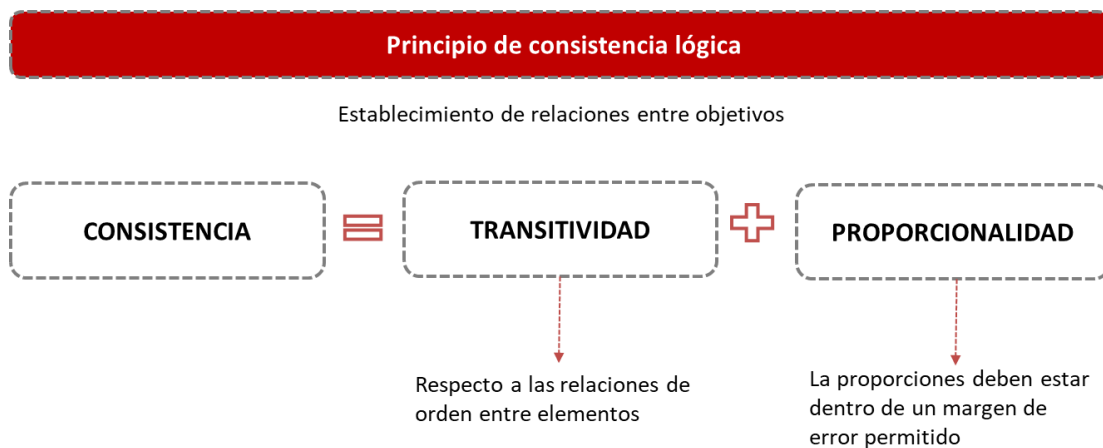 Principio de consistencia lógica
Establecimiento de relaciones entre objetivos
CONSISTENCIA
TRANSITIVIDAD
PROPORCIONALIDAD
Respecto a las relaciones de
orden entre elementos
La proporciones deben estar
dentro de un margen de
error permitido